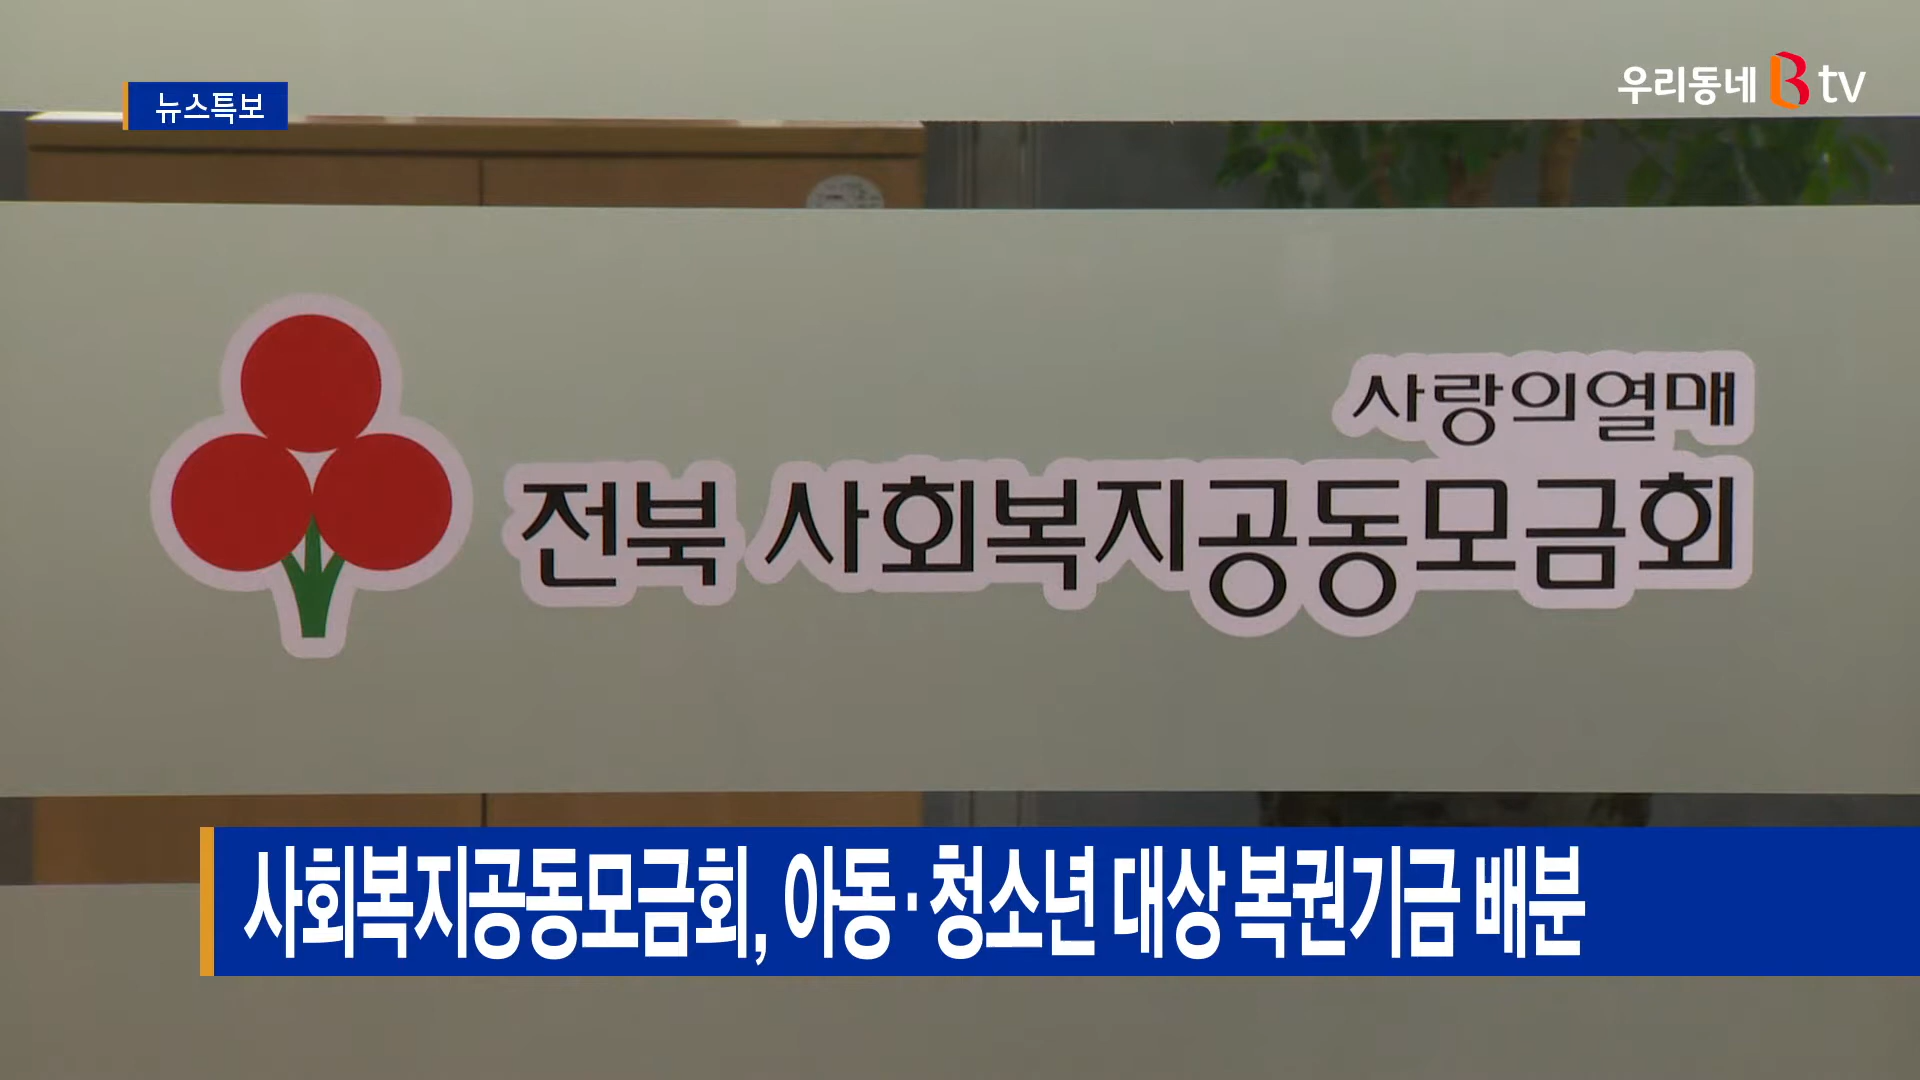 뉴스특보
우리동네 B tv
사랑의열매
전북 사회복지공동모금회
사회복지공동모금회, 아동·청소년 대상 복권기금 배분